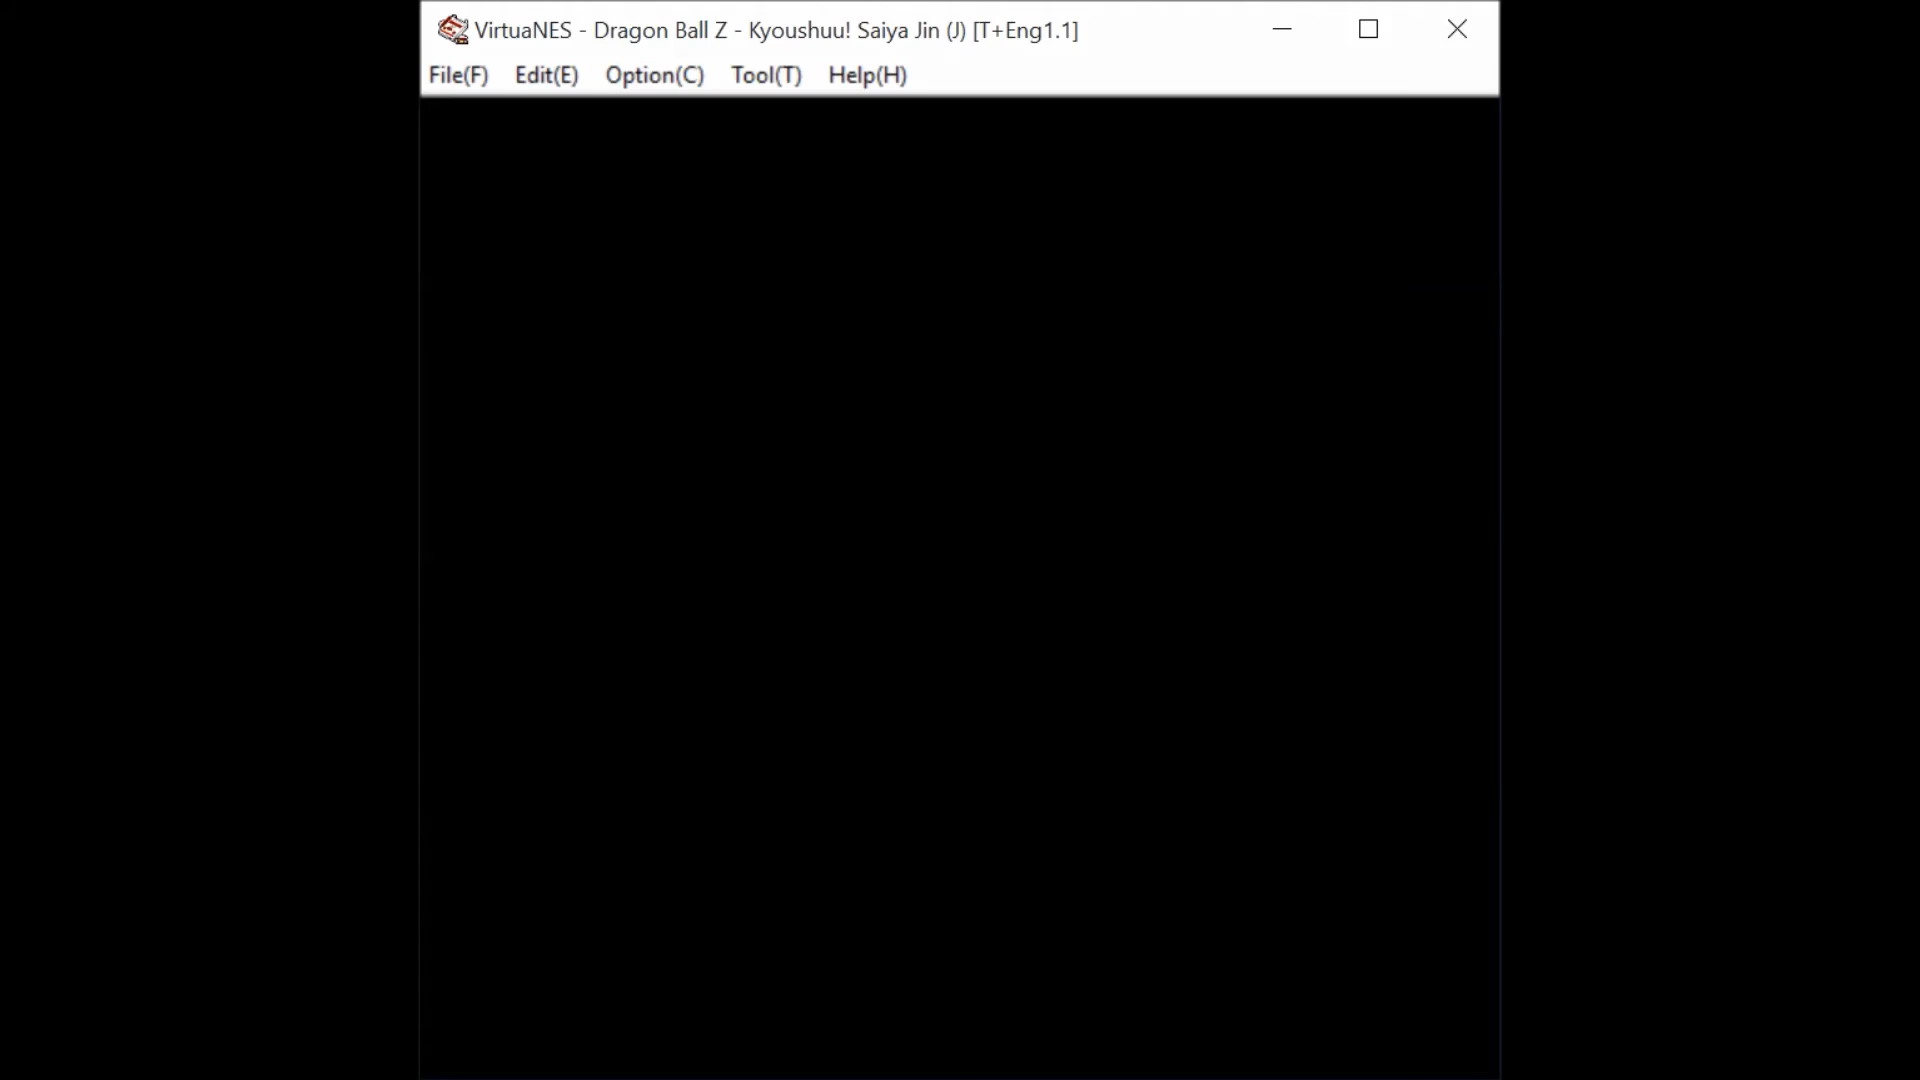 VirtuaNES - Dragon Ball Z - Kyoushuu! Saiya Jin (J) [T+Eng1.1]
File(F) Edit(E) Option(C) Tool(T) Help(H)